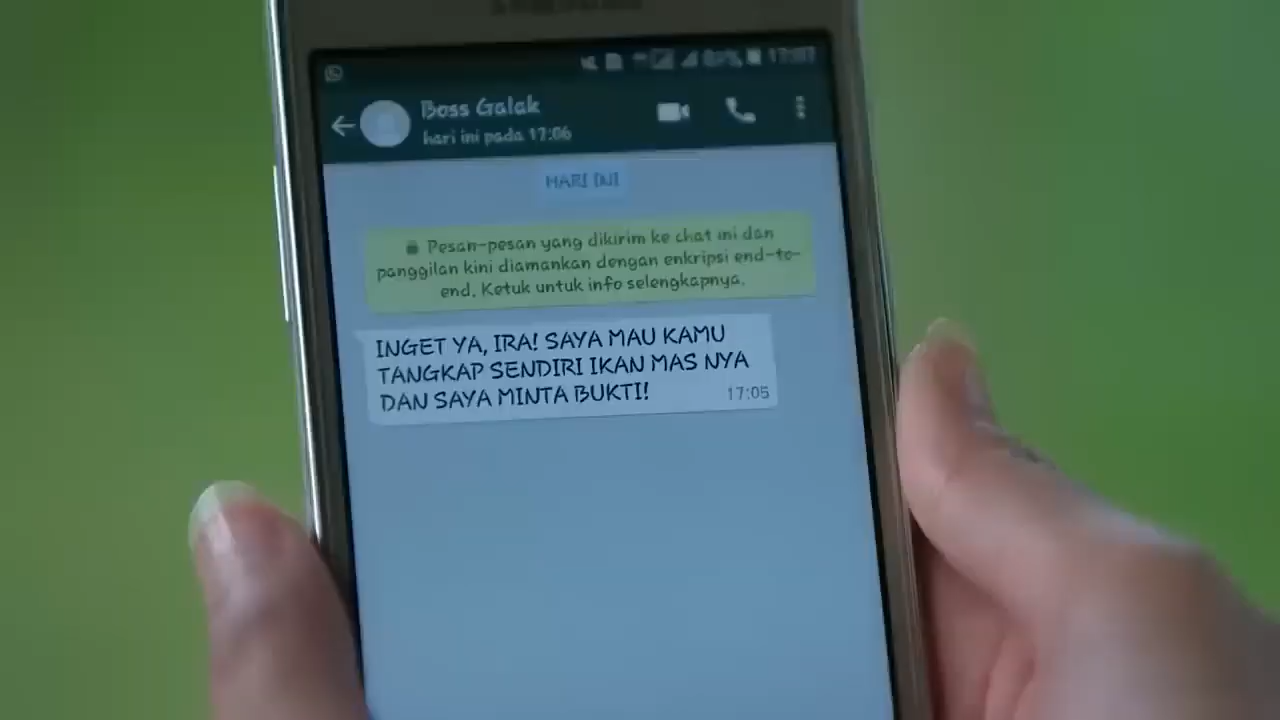 Boss Galak
hari ini pada 17:06
HARI INI
Pesan-pesan yang dikirim ke chat ini dan
panggilan kini diamankan dengan enkripsi end-to-
end. Ketuk untuk info selengkapnya.
INGET YA, IRA! SAYA MAU KAMU
TANGKAP SENDIRI IKAN MAS NYA
DAN SAYA MINTA BUKTI!
17:05